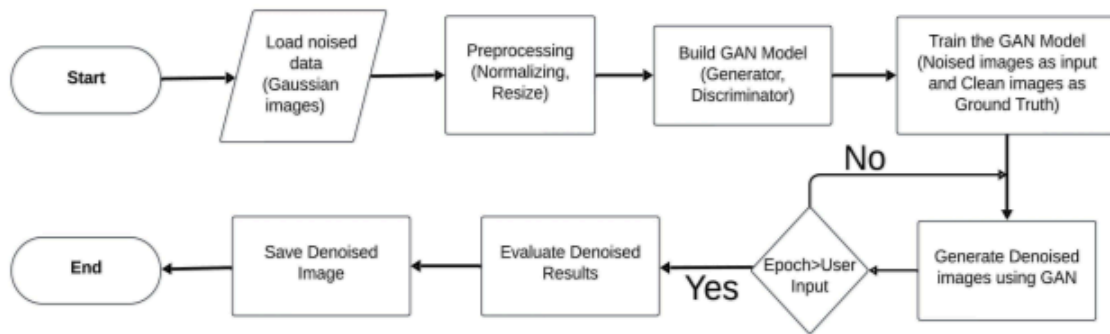 Start
Load noised
data
(Gaussian
images)
Preprocessing
(Normalizing,
Resize)
Build GAN Model
(Generator,
Discriminator)
Train the GAN Model
(Noised images as input
and Clean images as
Ground Truth)
No
Generate Denoised
images using GAN
Epoch>User
Input
Yes
Evaluate Denoised
Results
Save Denoised
Image
End